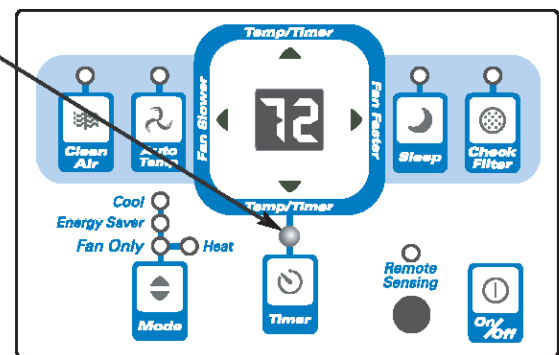 Temp/Timer
Fan Slower
72
Fan Faster
Clean
Air
Auto
Temp
Sleep
Check
Filter
Temp/Timer
Cool
Energy Saver
Fan Only
Heat
Mode
Timer
Remote
Sensing
On/Off